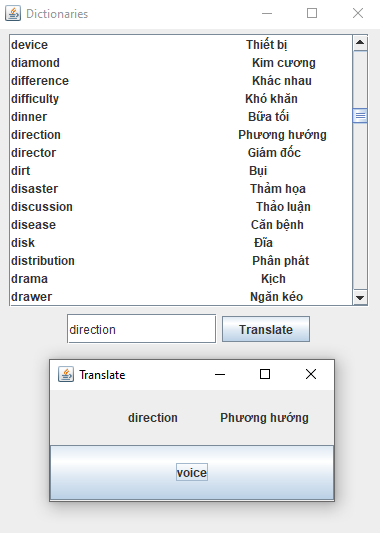 Dictionaries
device Thiết bị
diamond Kim cương
difference Khác nhau
difficulty Khó khăn
dinner Bữa tối
direction Phương hướng
director Giám đốc
dirt Bụi
disaster Thảm họa
discussion Thảo luận
disease Căn bệnh
disk Đĩa
distribution Phân phát
drama Kịch
drawer Ngăn kéo
direction Translate
Translate
direction Phương hướng
voice